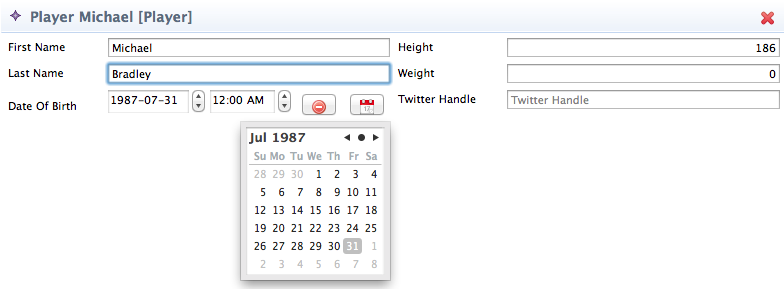 Player Michael [Player]
First Name Michael Height 186
Last Name Bradley Weight 0
Date Of Birth 1987-07-31 12:00 AM Twitter Handle Twitter Handle
Jul 1987
Su Mo Tu We Th Fr Sa
28 29 30 1 2 3 4
5 6 7 8 9 10 11
12 13 14 15 16 17 18
19 20 21 22 23 24 25
26 27 28 29 30 31 1
2 3 4 5 6 7 8